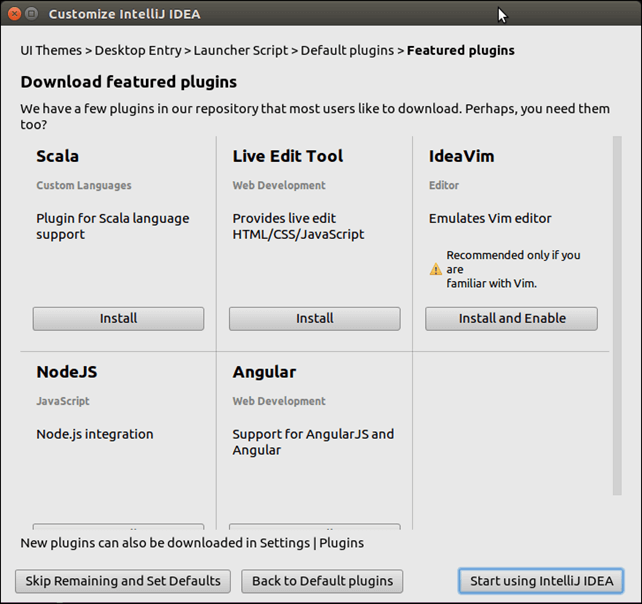 Customize IntelliJ IDEA
UI Themes > Desktop Entry > Launcher Script > Default plugins > Featured plugins
Download featured plugins
We have a few plugins in our repository that most users like to download. Perhaps, you need them
too?
Scala
Custom Languages
Plugin for Scala language
support
Install
Live Edit Tool
Web Development
Provides live edit
HTML/CSS/JavaScript
Install
IdeaVim
Editor
Emulates Vim editor
Recommended only if you
are
familiar with Vim.
Install and Enable
NodeJS
JavaScript
Node.js integration
Angular
Web Development
Support for AngularJS and
Angular
New plugins can also be downloaded in Settings | Plugins
Skip Remaining and Set Defaults
Back to Default plugins
Start using IntelliJ IDEA